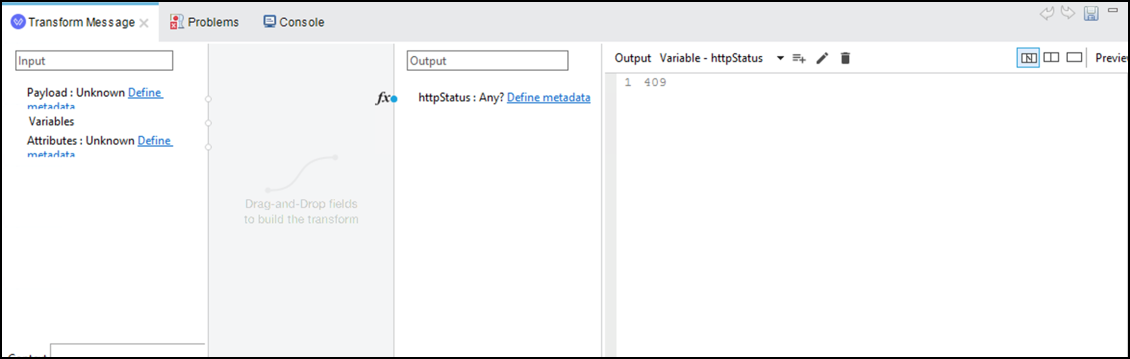 Transform Message
Problems
Console
Input
Payload : Unknown Define
metadata
Variables
Attributes : Unknown Define
metadata
Drag-and-Drop fields
to build the transform
Output
fx
httpStatus : Any? Define metadata
Output Variable - httpStatus
Preview
1 409